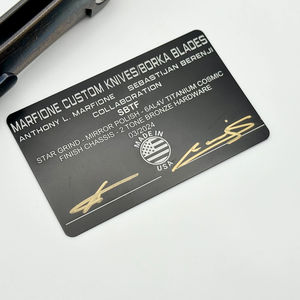 MARFIONE CUSTOM KNIVES/BORKA BLADES
ANTHONY L. MARFIONE   SEBASTIJAN BERENJI
COLLABORATION
SBTF
STAR GRIND - MIRROR POLISH - 6AL4V TITANIUM COSMIC
FINISH CHASSIS - 2 TONE BRONZE HARDWARE
03/2024
MADE IN
USA